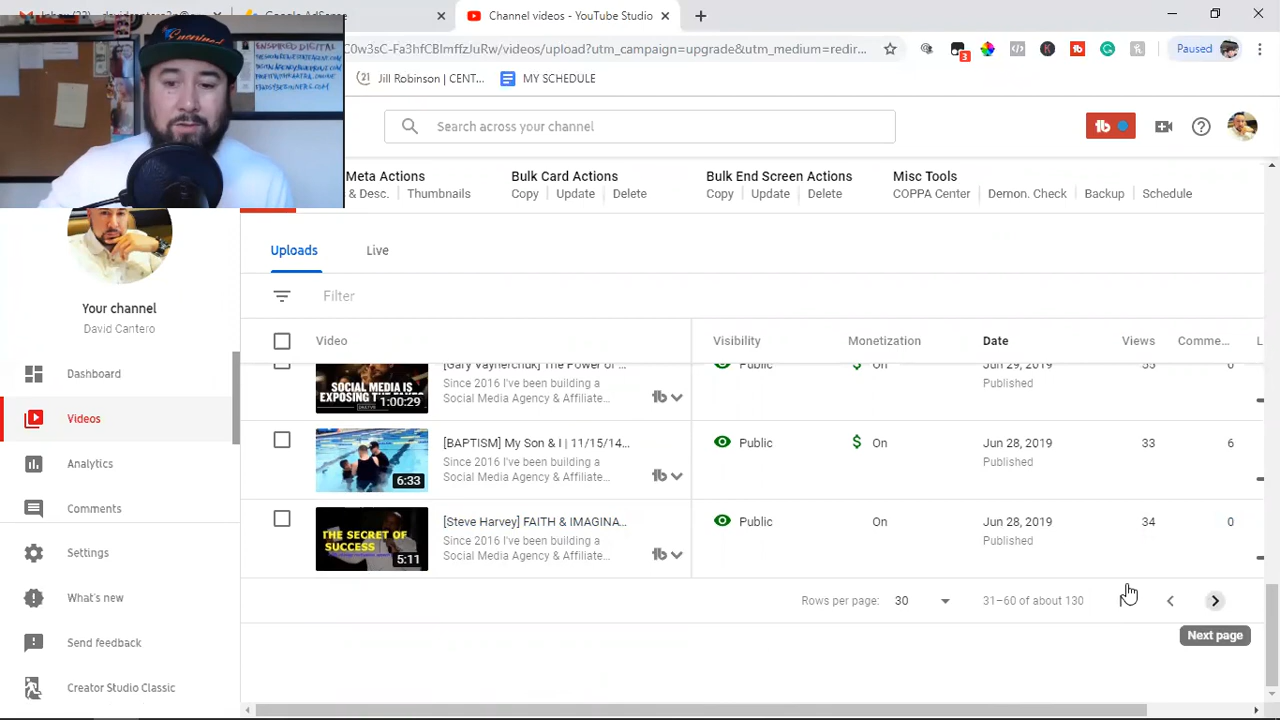 Channel videos - YouTube Studio
C0w3sC-Fa3hfCBlmffzJuRw/videos/upload?utm_campaign=upgrade&utm_medium=redir...
3
Paused
Jill Robinson | CENT...
MY SCHEDULE
Search across your channel
Meta Actions
Bulk Card Actions
Bulk End Screen Actions
Misc Tools
& Desc.
Thumbnails
Copy
Update
Delete
Copy
Update
Delete
COPPA Center
Demon. Check
Backup
Schedule
Uploads
Live
Filter
Your channel
David Cantero
Video
Visibility
Monetization
Date
Views
Comme...
Dashboard
Videos
Analytics
Comments
Settings
What's new
Send feedback
Creator Studio Classic
SOCIAL MEDIA IS
1:00:29
[Gary Vaynerchuk] The Power of ...
Since 2016 I've been building a
Social Media Agency & Affiliate...
Public
On
Jun 29, 2019
Published
0
6:33
[BAPTISM] My Son & I | 11/15/14...
Since 2016 I've been building a
Social Media Agency & Affiliate...
Public
On
Jun 28, 2019
Published
33
6
THE SECRET OF
SUCCESS
5:11
[Steve Harvey] FAITH & IMAGINA...
Since 2016 I've been building a
Social Media Agency & Affiliate...
Public
On
Jun 28, 2019
Published
34
0
Rows per page:
30
31–60 of about 130
Next page